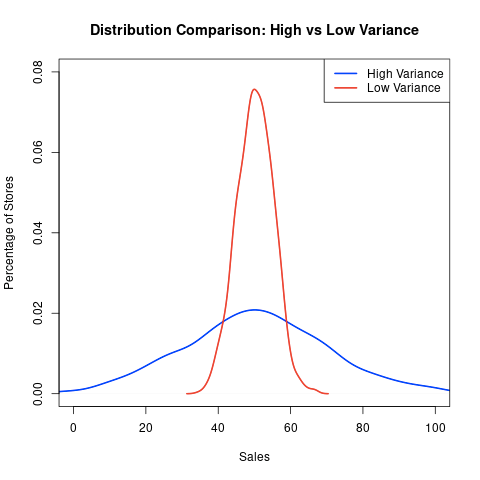 Distribution Comparison: High vs Low Variance
High Variance
Low Variance
Percentage of Stores
0.08
0.06
0.04
0.02
0.00
0 20 40 60 80 100
Sales